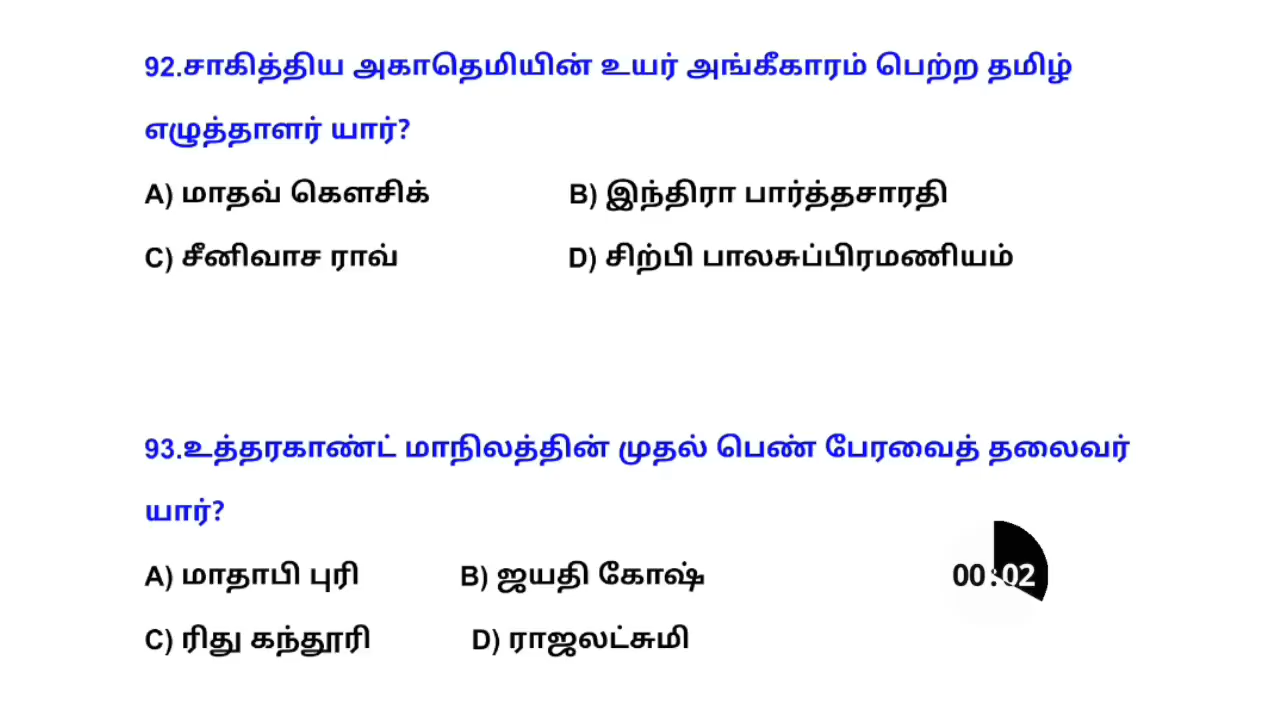 92.சாகித்திய அகாதெமியின் உயர் அங்கீகாரம் பெற்ற தமிழ்
எழுத்தாளர் யார்?
A) மாதவ் கௌசிக் B) இந்திரா பார்த்தசாரதி
C) சீனிவாச ராவ் D) சிற்பி பாலசுப்பிரமணியம்
93.உத்தரகாண்ட் மாநிலத்தின் முதல் பெண் பேரவைத் தலைவர்
யார்?
A) மாதாபி புரி B) ஜயதி கோஷ் 00:02
C) ரிது கந்தூரி D) ராஜலட்சுமி